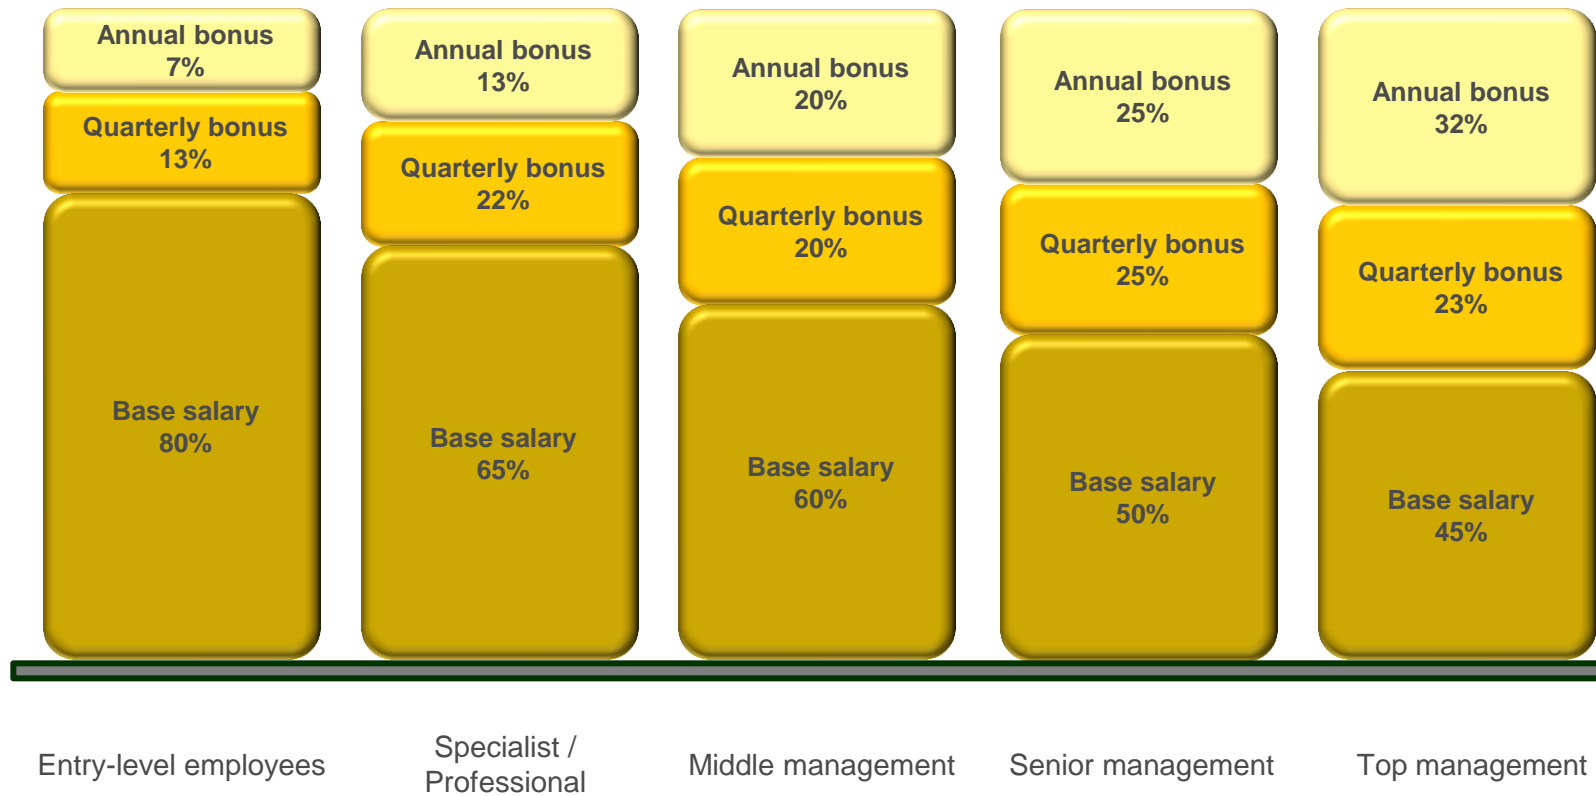 Annual bonus
7%
Quarterly bonus
13%
Base salary
80%
Annual bonus
13%
Quarterly bonus
22%
Base salary
65%
Annual bonus
20%
Quarterly bonus
20%
Base salary
60%
Annual bonus
25%
Quarterly bonus
25%
Base salary
50%
Annual bonus
32%
Quarterly bonus
23%
Base salary
45%
Entry-level employees
Specialist /
Professional
Middle management
Senior management
Top management